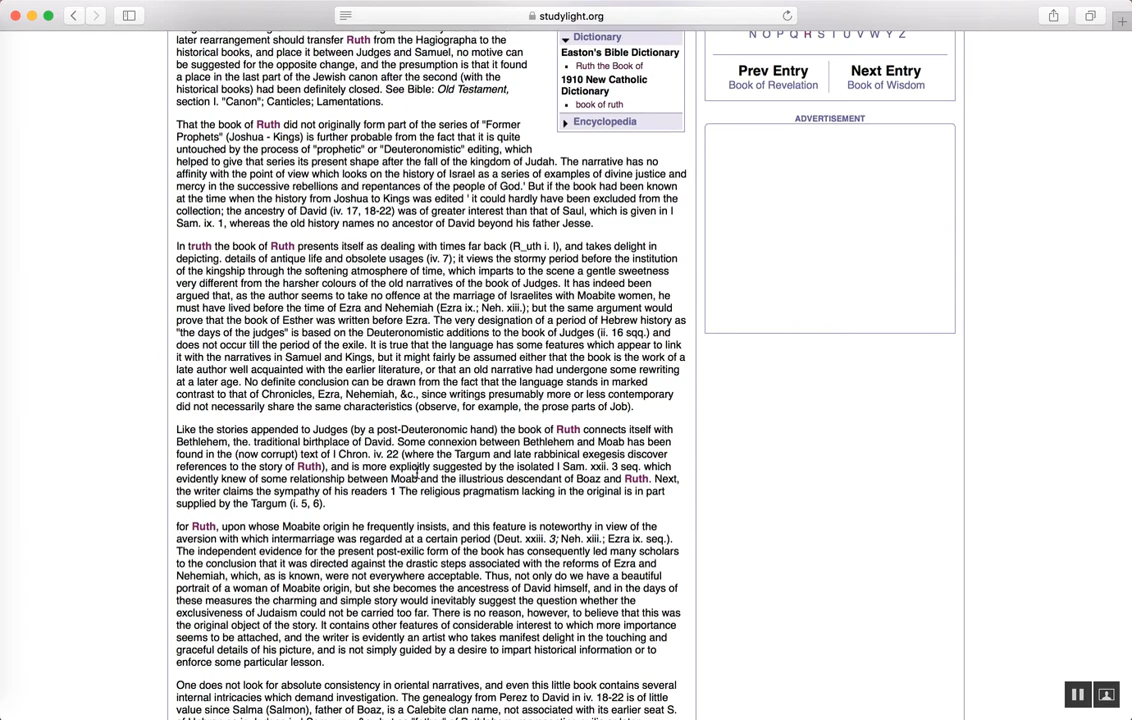 studylight.org
later rearrangement should transfer Ruth from the Hagiographa to the
historical books, and place it between Judges and Samuel, no motive can
be suggested for the opposite change, and the presumption is that it found
a place in the last part of the Jewish canon after the second (with the
historical books) had been definitely closed. See Bible: Old Testament,
section I. "Canon"; Canticles; Lamentations.
Dictionary
Easton's Bible Dictionary
• Ruth the Book of
1910 New Catholic
Dictionary
• book of ruth
Encyclopedia
N O P Q R S T U V W Y Z
Prev Entry
Book of Revelation
Next Entry
Book of Wisdom
ADVERTISEMENT
That the book of Ruth did not originally form part of the series of "Former
Prophets" (Joshua - Kings) is further probable from the fact that it is quite
untouched by the process of "prophetic" or "Deuteronomistic" editing, which
helped to give that series its present shape after the fall of the kingdom of Judah. The narrative has no
affinity with the point of view which looks on the history of Israel as a series of examples of divine justice and
mercy in the successive rebellions and repentances of the people of God.' But if the book had been known
at the time when the history from Joshua to Kings was edited ' it could hardly have been excluded from the
collection; the ancestry of David (iv. 17, 18-22) was of greater interest than that of Saul, which is given in I
Sam. ix. 1, whereas the old history names no ancestor of David beyond his father Jesse.
In truth the book of Ruth presents itself as dealing with times far back (R_uth i. I), and takes delight in
depicting. details of antique life and obsolete usages (iv. 7); it views the stormy period before the institution
of the kingship through the softening atmosphere of time, which imparts to the scene a gentle sweetness
very different from the harsher colours of the old narratives of the book of Judges. It has indeed been
argued that, as the author seems to take no offence at the marriage of Israelites with Moabite women, he
must have lived before the time of Ezra and Nehemiah (Ezra ix.; Neh. xiii.); but the same argument would
prove that the book of Esther was written before Ezra. The very designation of a period of Hebrew history as
"the days of the judges" is based on the Deuteronomistic additions to the book of Judges (ii. 16 sqq.) and
does not occur till the period of the exile. It is true that the language has some features which appear to link
it with the narratives in Samuel and Kings, but it might fairly be assumed either that the book is the work of a
late author well acquainted with the earlier literature, or that an old narrative had undergone some rewriting
at a later age. No definite conclusion can be drawn from the fact that the language stands in marked
contrast to that of Chronicles, Ezra, Nehemiah, &c., since writings presumably more or less contemporary
did not necessarily share the same characteristics (observe, for example, the prose parts of Job).
Like the stories appended to Judges (by a post-Deuteronomic hand) the book of Ruth connects itself with
Bethlehem, the. traditional birthplace of David. Some connexion between Bethlehem and Moab has been
found in the (now corrupt) text of I Chron. iv. 22 (where the Targum and late rabbinical exegesis discover
references to the story of Ruth), and is more explicitly suggested by the isolated I Sam. xxii. 3 seq. which
evidently knew of some relationship between Moab and the illustrious descendant of Boaz and Ruth. Next,
the writer claims the sympathy of his readers 1 The religious pragmatism lacking in the original is in part
supplied by the Targum (i. 5, 6).
for Ruth, upon whose Moabite origin he frequently insists, and this feature is noteworthy in view of the
aversion with which intermarriage was regarded at a certain period (Deut. xxiii. 3; Neh. xiii.; Ezra ix. seq.).
The independent evidence for the present post-exilic form of the book has consequently led many scholars
to the conclusion that it was directed against the drastic steps associated with the reforms of Ezra and
Nehemiah, which, as is known, were not everywhere acceptable. Thus, not only do we have a beautiful
portrait of a woman of Moabite origin, but she becomes the ancestress of David himself, and in the days of
these measures the charming and simple story would inevitably suggest the question whether the
exclusiveness of Judaism could not be carried too far. There is no reason, however, to believe that this was
the original object of the story. It contains other features of considerable interest to which more importance
seems to be attached, and the writer is evidently an artist who takes manifest delight in the touching and
graceful details of his picture, and is not simply guided by a desire to impart historical information or to
enforce some particular lesson.
One does not look for absolute consistency in oriental narratives, and even this little book contains several
internal intricacies which demand investigation. The genealogy from Perez to David in iv. 18-22 is of little
value since Salma (Salmon), father of Boaz, is a Calebite clan name, not associated with its earlier seat S.